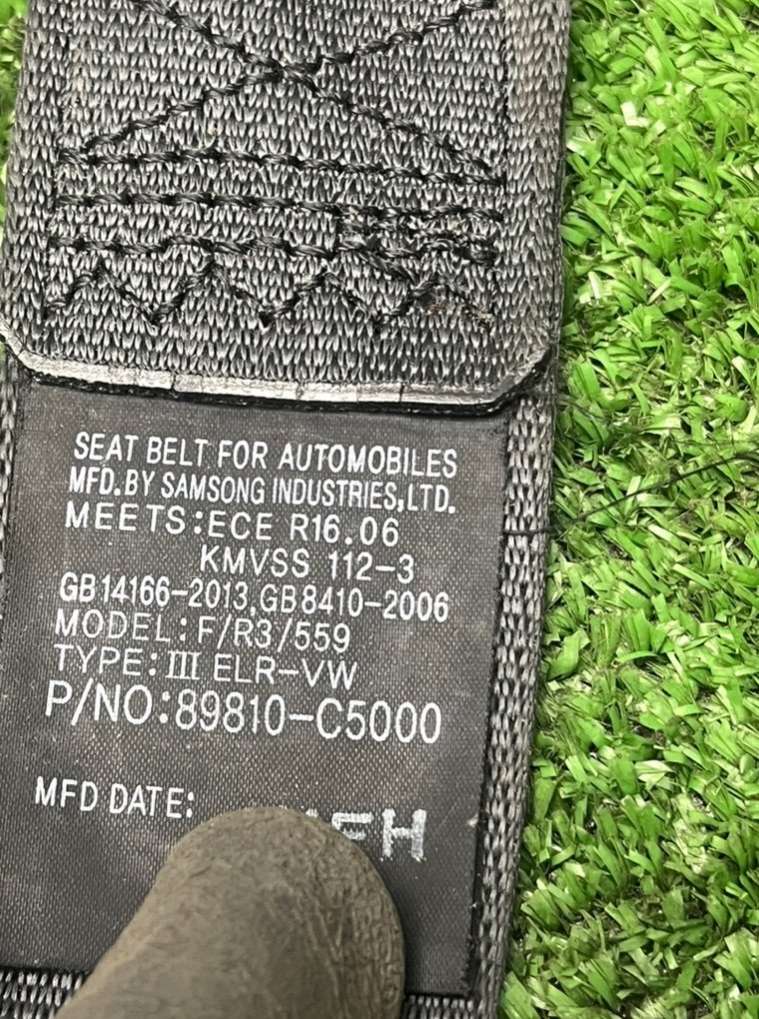 SEAT BELT FOR AUTOMOBILES
MFD.BY SAMSONG INDUSTRIES,LTD.
MEETS:ECE R16.06
KMVSS 112-3
GB14166-2013,GB8410-2006
MODEL:F/R3/559
TYPE:III ELR-VW
P/NO:89810-C5000
MFD DATE: